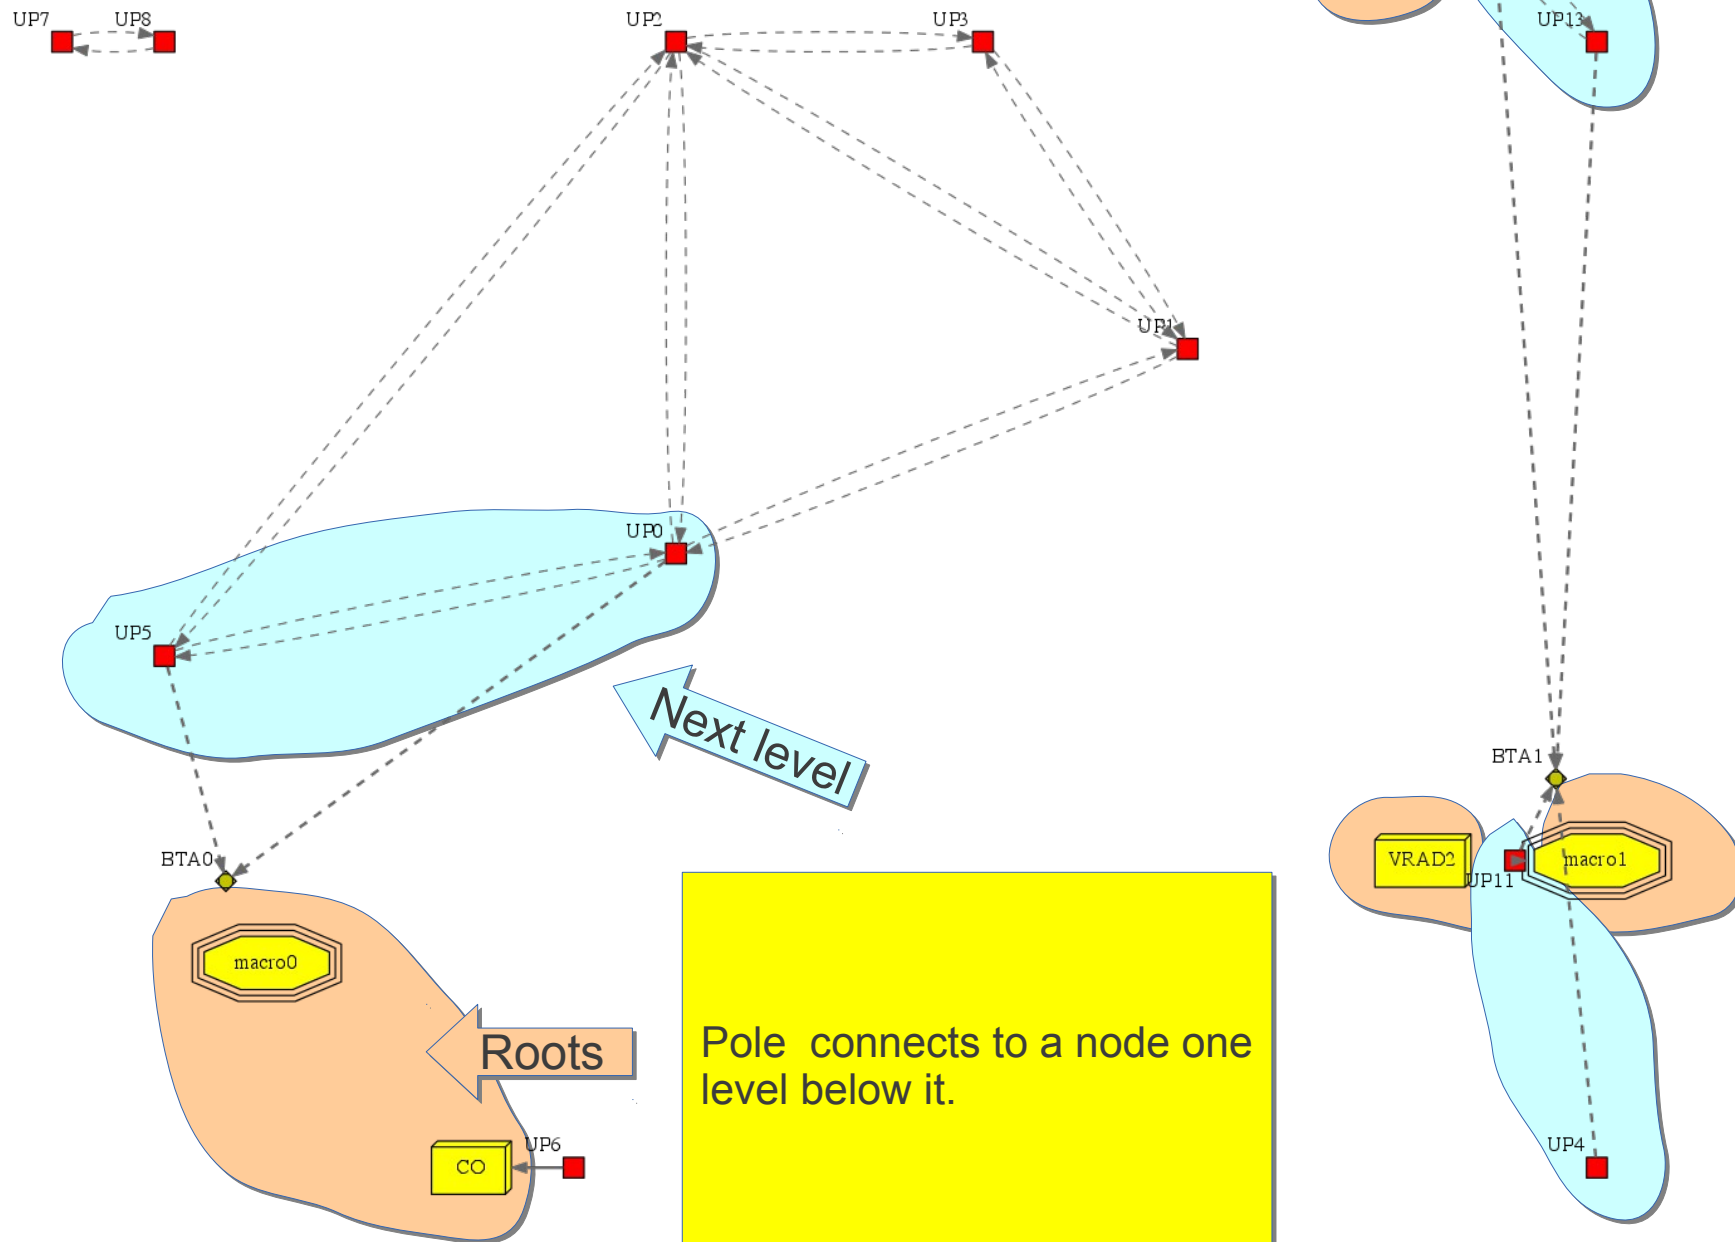 UP7
UP8
UP2
UP3
UP13
UP1
UP0
UP5
Next level
BTA1
BTA0
VRAD2
macro1
UP11
macro0
Roots
Pole  connects to a node one
level below it.
UP6
CO
UP4